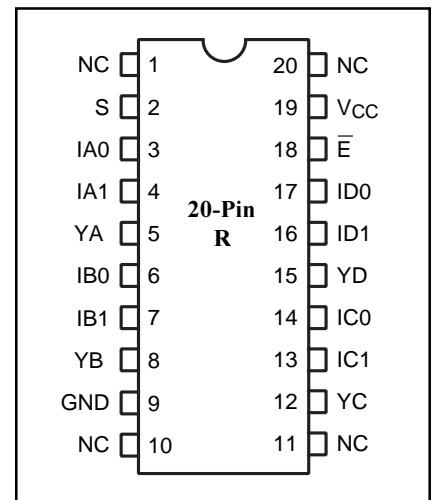 NC 1 20 NC
S 2 19 VCC
IA0 3 18 E̅
IA1 4 17 ID0
20-Pin
YA 5 16 ID1
R
IB0 6 15 YD
IB1 7 14 IC0
YB 8 13 IC1
GND 9 12 YC
NC 10 11 NC